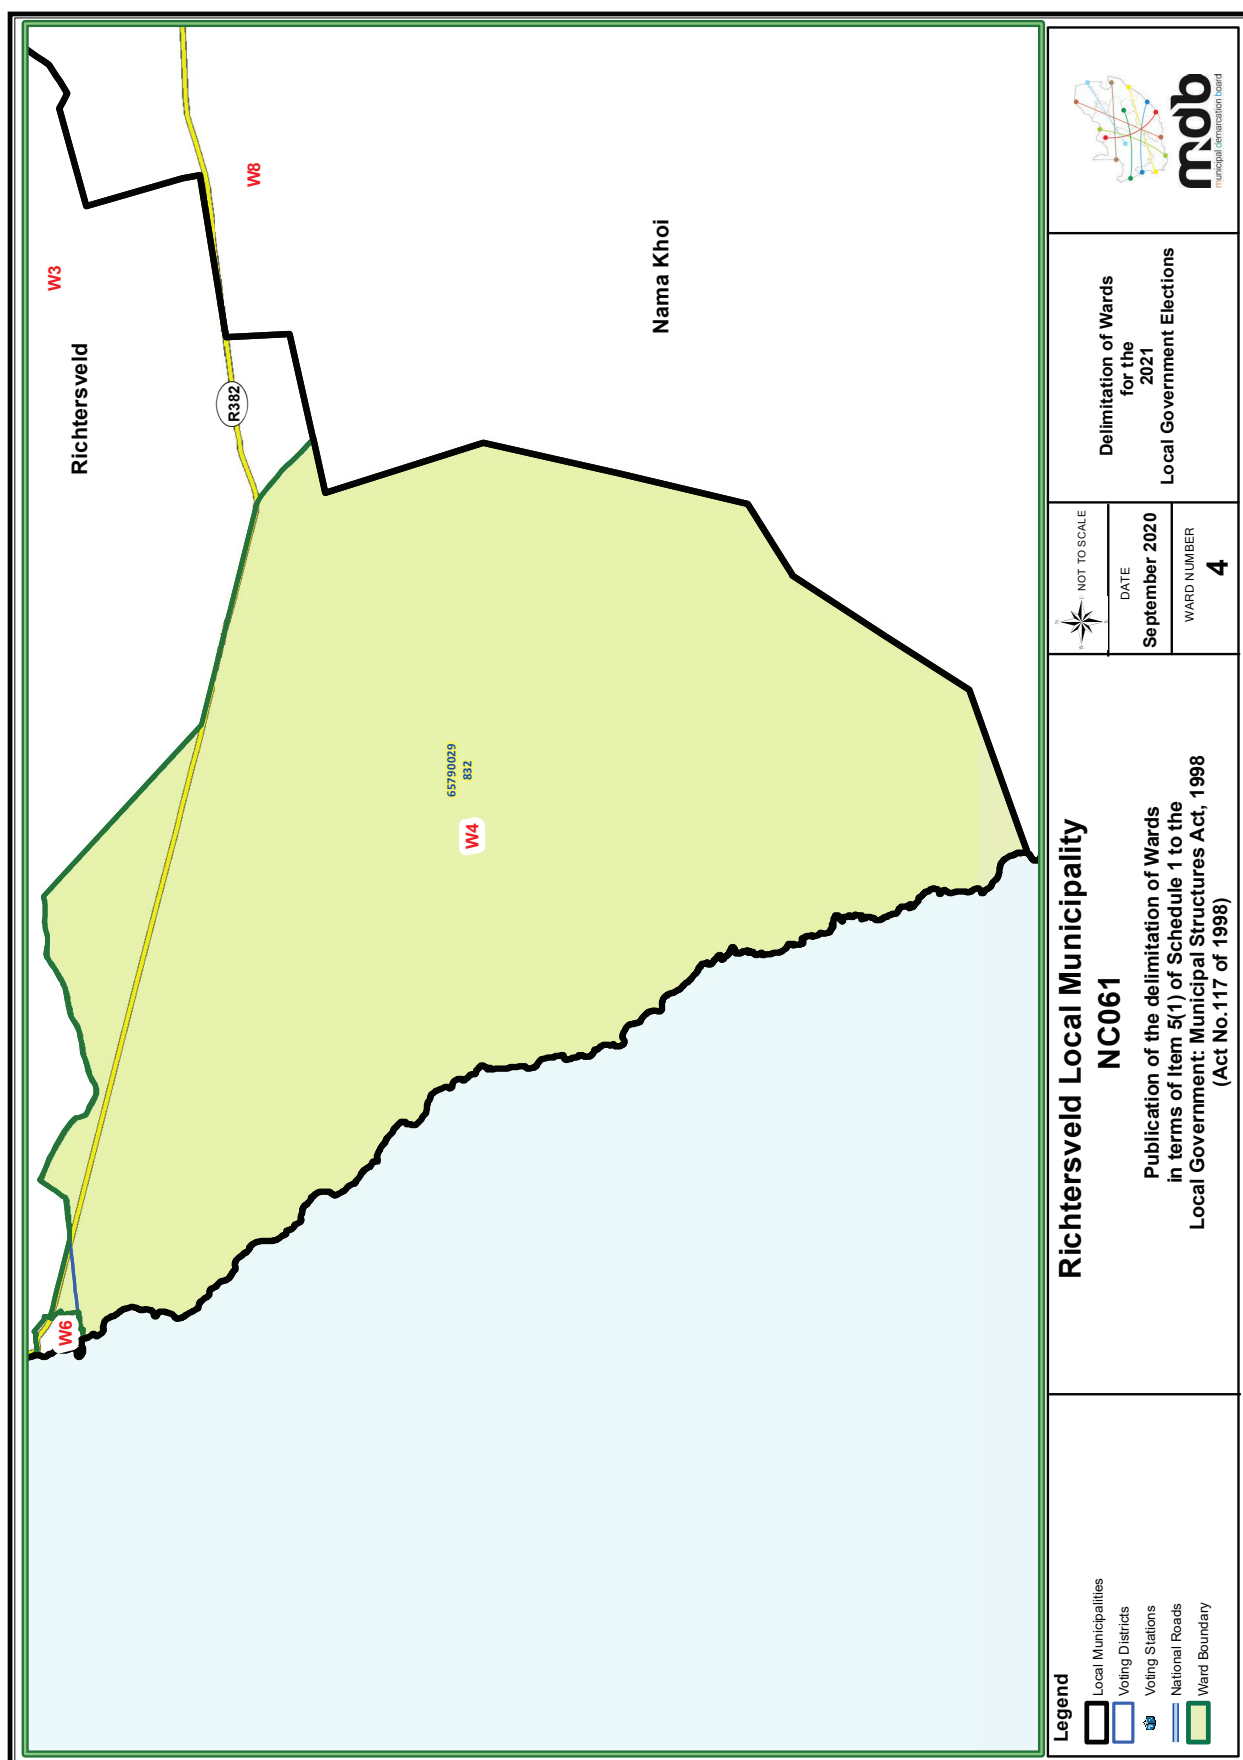 W3
W8
Richtersveld
R382
Nama Khoi
65790029
832
W4
W6
Legend
Local Municipalities
Voting Districts
Voting Stations
National Roads
Ward Boundary
Richtersveld Local Municipality
NC061
Publication of the delimitation of Wards
in terms of Item 5(1) of Schedule 1 to the
Local Government: Municipal Structures Act, 1998
(Act No.117 of 1998)
N
W
E
S
NOT TO SCALE
DATE
September 2020
WARD NUMBER
4
Delimitation of Wards
for the
2021
Local Government Elections
mdb
municipal demarcation board